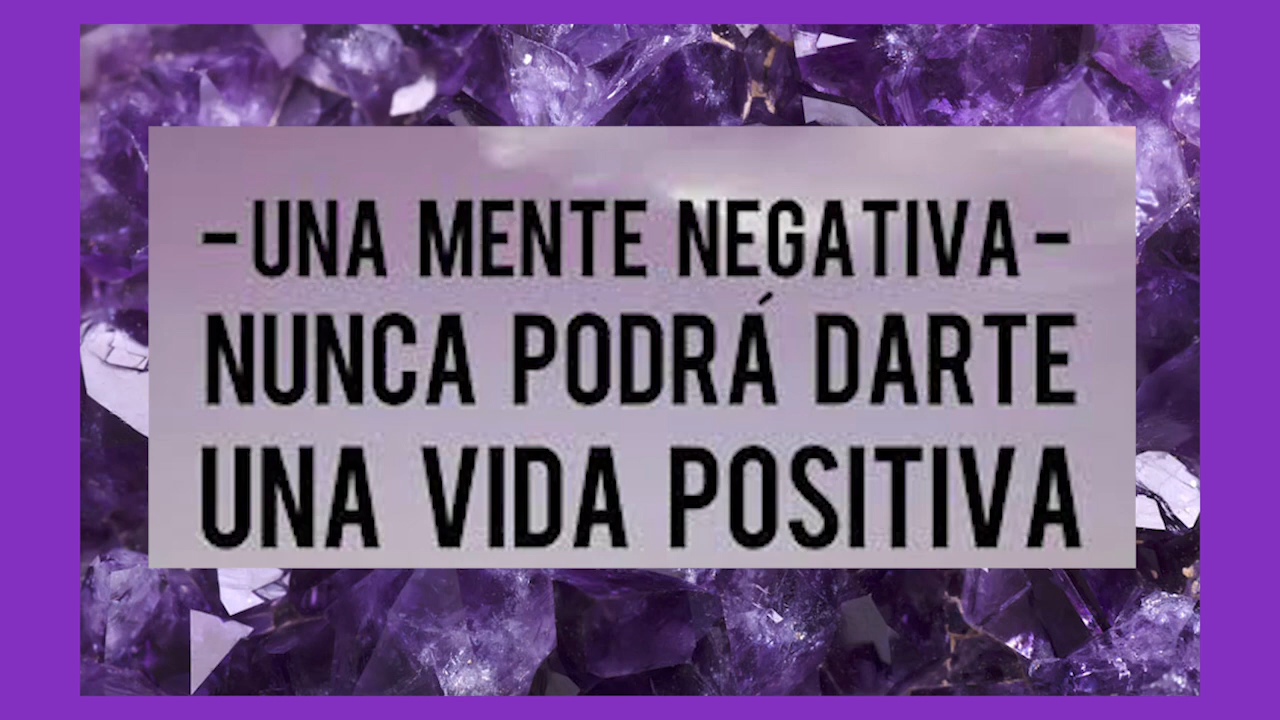 -UNA MENTE NEGATIVA-
NUNCA PODRÁ DARTE
UNA VIDA POSITIVA